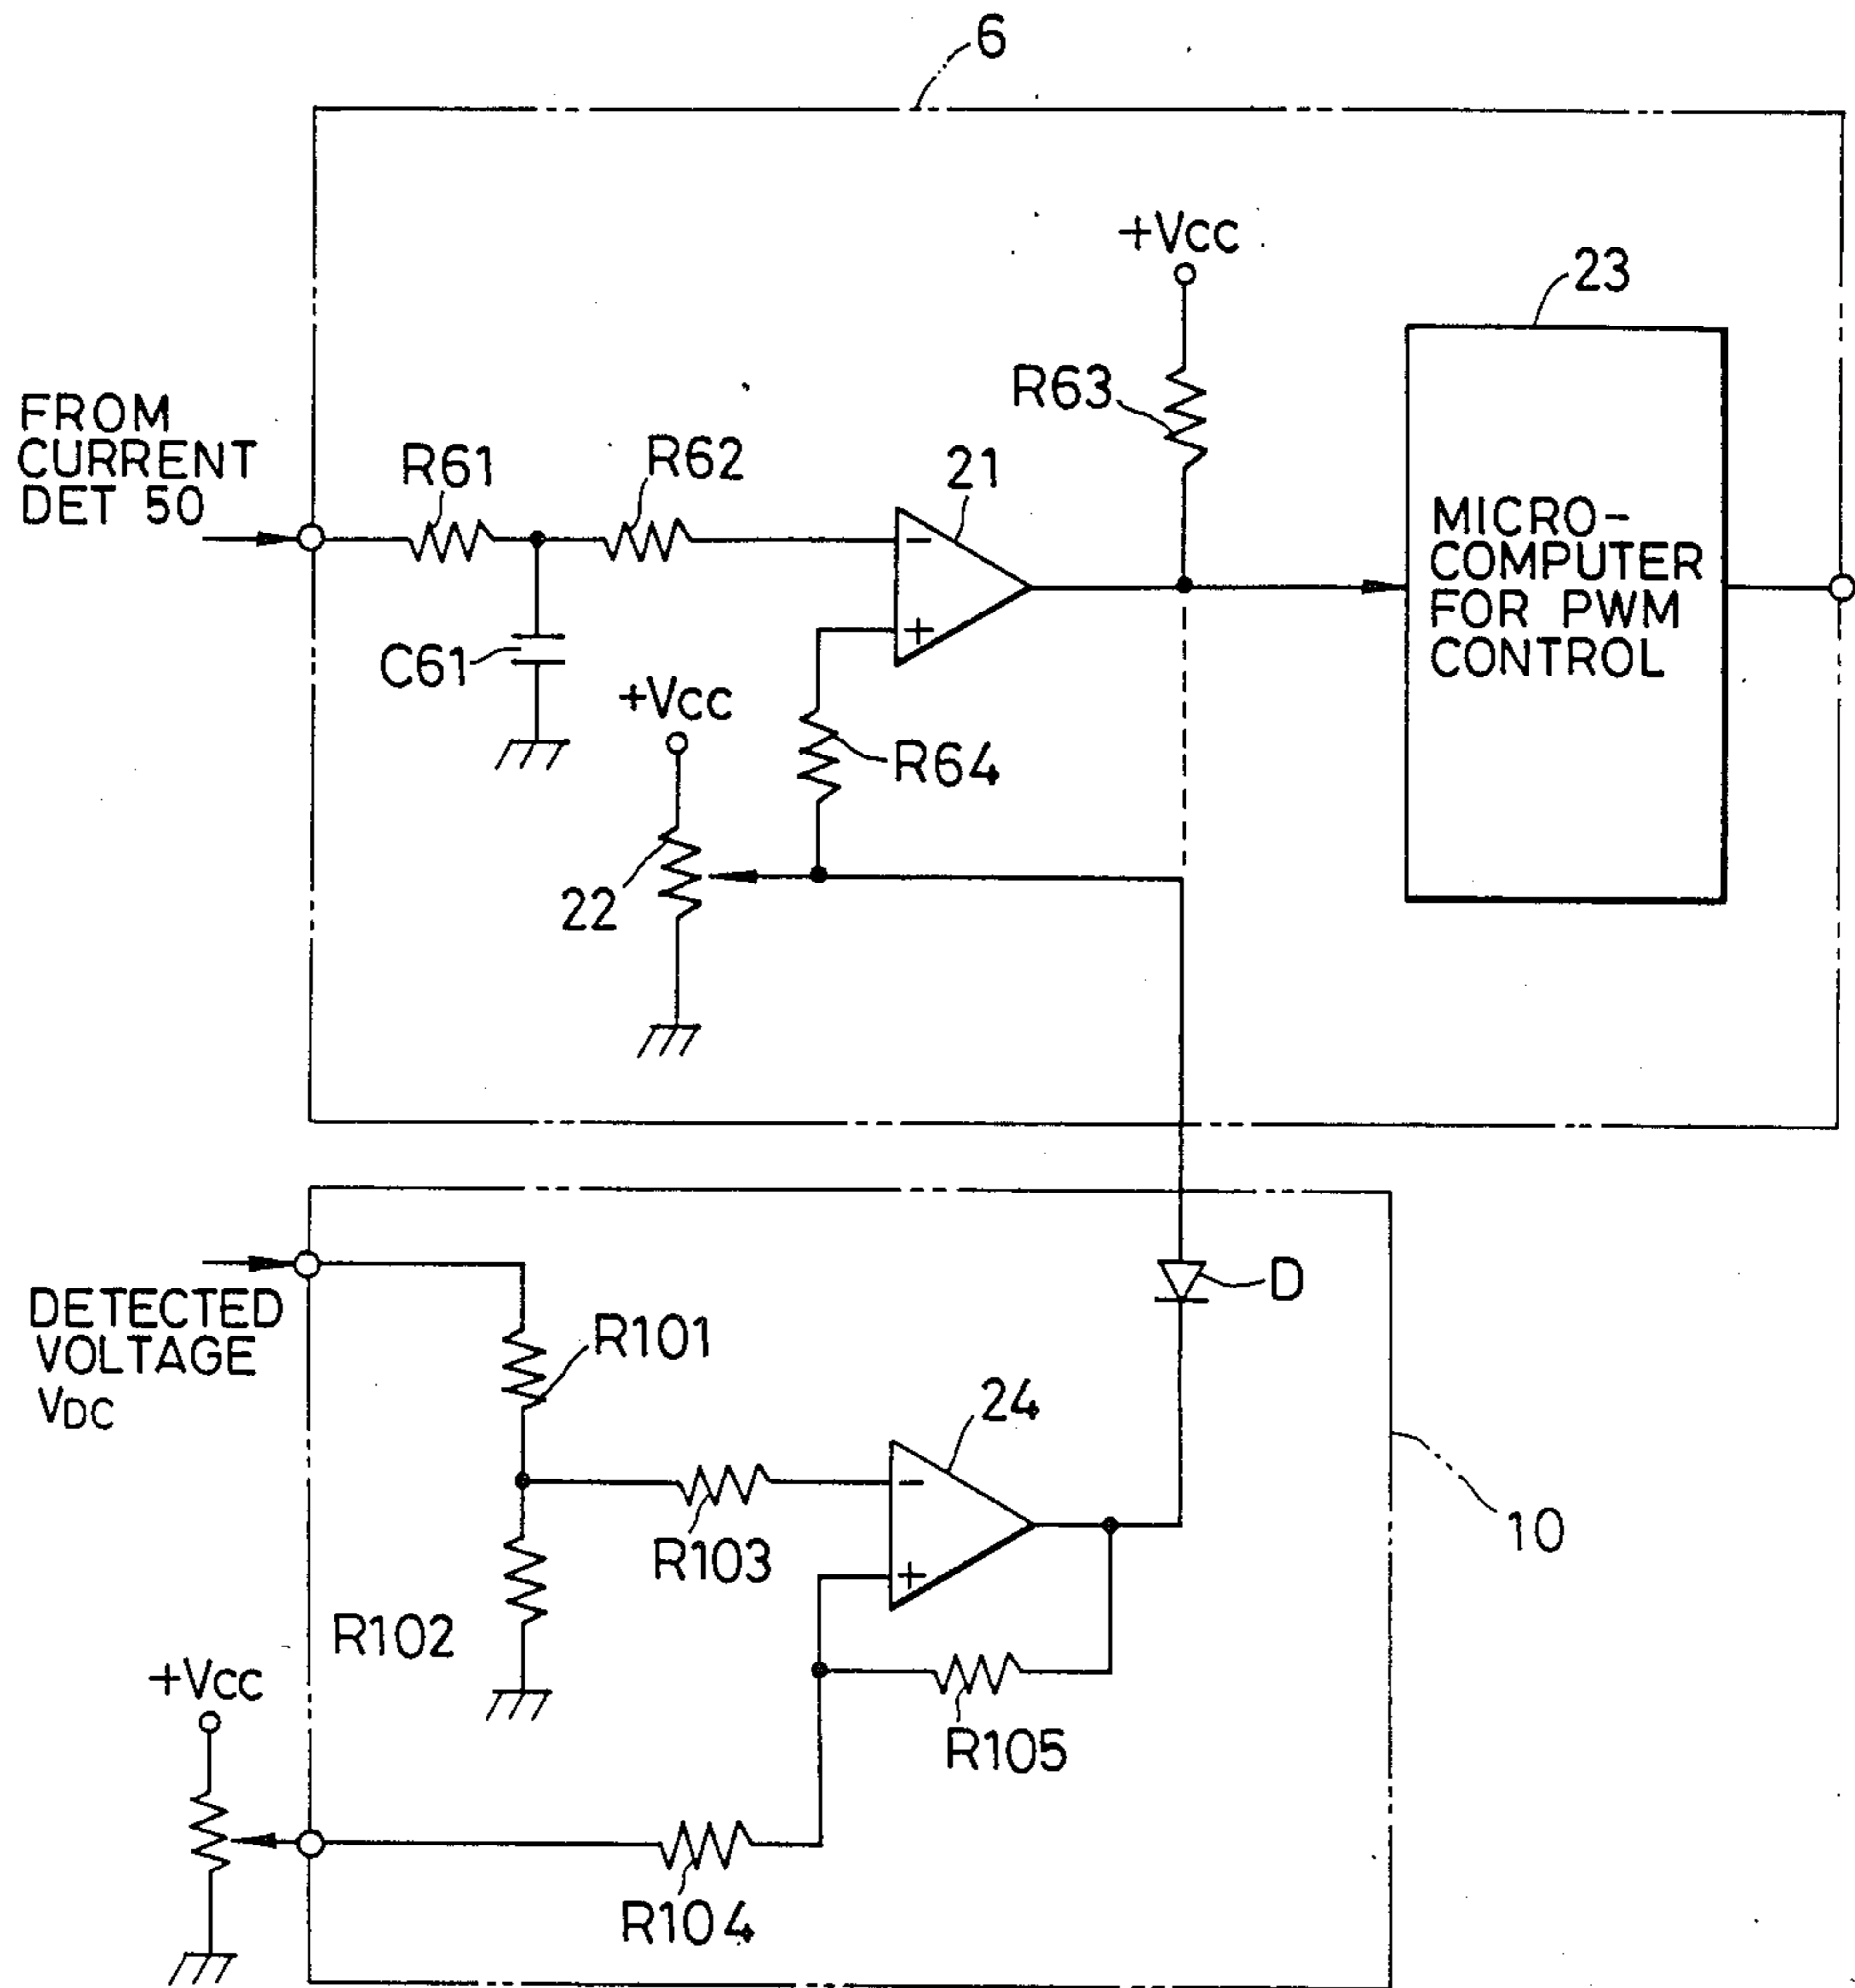 6
+Vcc
23
R63
FROM
CURRENT
DET 50
R61
R62
21
MICRO-
COMPUTER
FOR PWM
CONTROL
-
+
C61
+Vcc
R64
22
D
DETECTED
VOLTAGE
VDC
R101
24
-
+
R103
10
R102
+Vcc
R105
R104